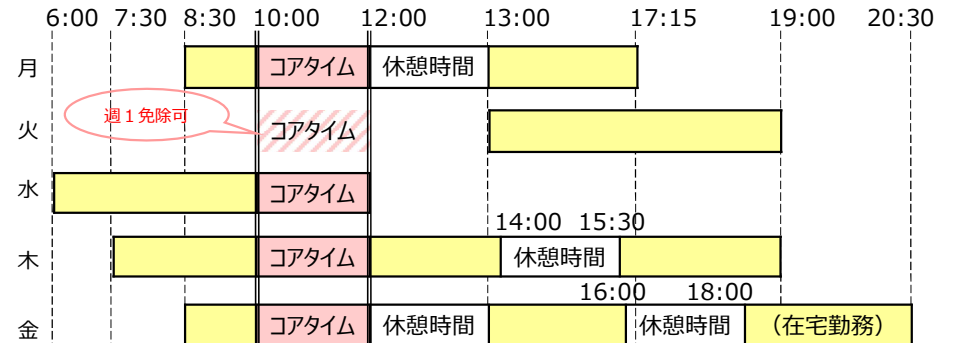 6:00 7:30 8:30 10:00 12:00 13:00 17:15 19:00 20:30
月 コアタイム 休憩時間
週１免除可
火 コアタイム
水 コアタイム
14:00 15:30
木 コアタイム 休憩時間
16:00 18:00
金 コアタイム 休憩時間 休憩時間 （在宅勤務）